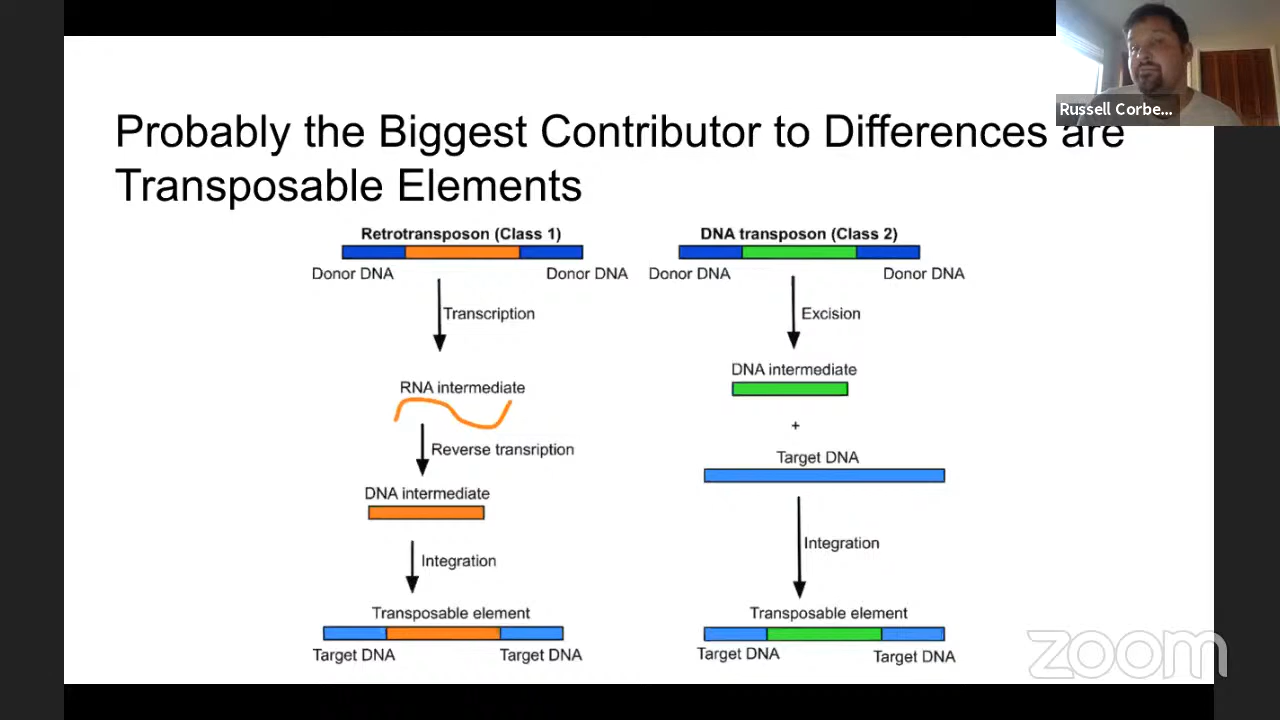 Russell Corbe...
Probably the Biggest Contributor to Differences are
Transposable Elements
Retrotransposon (Class 1)
Donor DNA
Donor DNA
Transcription
RNA intermediate
Reverse transription
DNA intermediate
Integration
Transposable element
Target DNA
Target DNA
DNA transposon (Class 2)
Donor DNA
Donor DNA
Excision
DNA intermediate
+
Target DNA
Integration
Transposable element
Target DNA
Target DNA
zoom